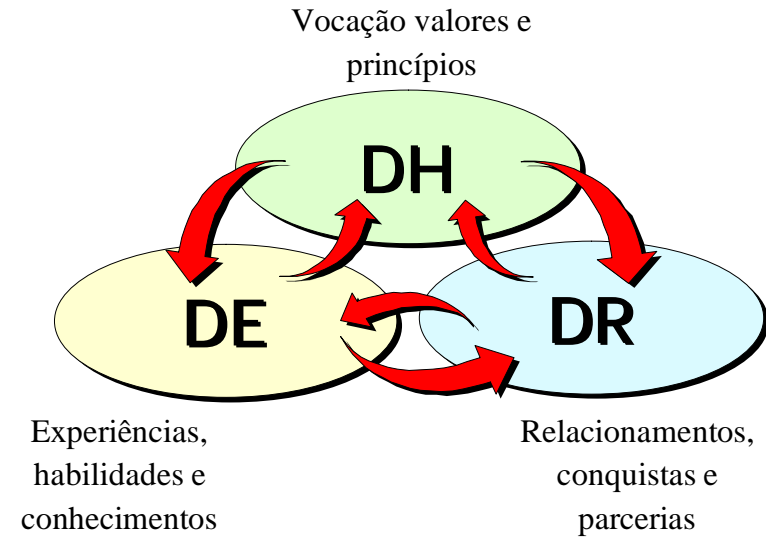 Vocação valores e
princípios
DH
DE
DR
Experiências,
habilidades e
conhecimentos
Relacionamentos,
conquistas e
parcerias